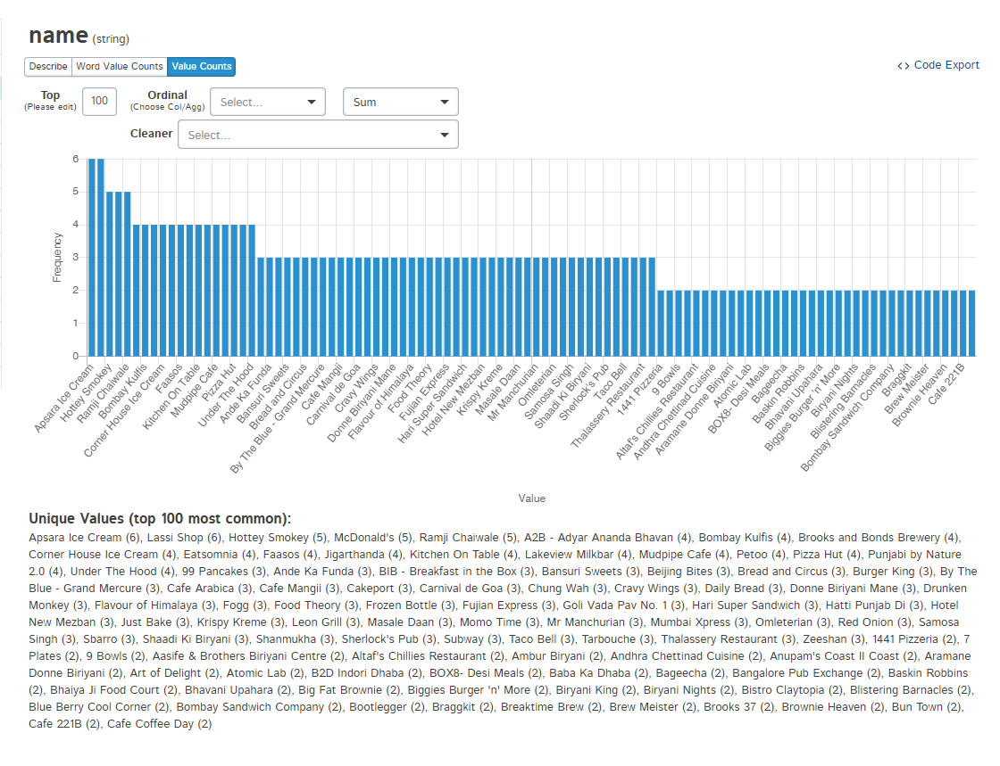 name (string)
Describe Word Value Counts Value Counts
<> Code Export
Top
(Please edit)
100
Ordinal
(Choose Col/Agg)
Select...
Sum
Cleaner
Select...
6
5
4
3
2
1
0
Frequency
Apsara Ice Cream
Hottey Smokey
Ramji Chaiwale
Bombay Kulfis
Corner House Ice Cream
Faasos
Kitchen On Table
Mudpipe Cafe
Pizza Hut
Under The Hood
Ande Ka Funda
Bansuri Sweets
Bread and Circus
By The Blue - Grand Mercure
Cafe Mangii
Carnival de Goa
Cravy Wings
Donne Biriyani Mane
Flavour of Himalaya
Food Theory
Fujian Express
Hari Super Sandwich
Hotel New Mezban
Krispy Kreme
Masale Daan
Mr Manchurian
Omleterian
Samosa Singh
Shaadi Ki Biryani
Sherlock's Pub
Taco Bell
Thalassery Restaurant
1441 Pizzeria
9 Bowls
Altaf's Chillies Restaurant
Andhra Chettinad Cuisine
Aramane Donne Biriyani
Atomic Lab
BOX8- Desi Meals
Bageecha
Baskin Robbins
Bhavani Upahara
Biggies Burger 'n' More
Biryani Nights
Blistering Barnacles
Bombay Sandwich Company
Braggkit
Brew Meister
Brownie Heaven
Cafe 221B
Value
Unique Values (top 100 most common):
Apsara Ice Cream (6), Lassi Shop (6), Hottey Smokey (5), McDonald's (5), Ramji Chaiwale (5), A2B - Adyar Ananda Bhavan (4), Bombay Kulfis (4), Brooks and Bonds Brewery (4),
Corner House Ice Cream (4), Eatsomnia (4), Faasos (4), Jigarthanda (4), Kitchen On Table (4), Lakeview Milkbar (4), Mudpipe Cafe (4), Petoo (4), Pizza Hut (4), Punjabi by Nature
2.0 (4), Under The Hood (4), 99 Pancakes (3), Ande Ka Funda (3), BIB - Breakfast in the Box (3), Bansuri Sweets (3), Beijing Bites (3), Bread and Circus (3), Burger King (3), By The
Blue - Grand Mercure (3), Cafe Arabica (3), Cafe Mangii (3), Cakeport (3), Carnival de Goa (3), Chung Wah (3), Cravy Wings (3), Daily Bread (3), Donne Biriyani Mane (3), Drunken
Monkey (3), Flavour of Himalaya (3), Fogg (3), Food Theory (3), Frozen Bottle (3), Fujian Express (3), Goli Vada Pav No. 1 (3), Hari Super Sandwich (3), Hatti Punjab Di (3), Hotel
New Mezban (3), Just Bake (3), Krispy Kreme (3), Leon Grill (3), Masale Daan (3), Momo Time (3), Mr Manchurian (3), Mumbai Xpress (3), Omleterian (3), Red Onion (3), Samosa
Singh (3), Sbarro (3), Shaadi Ki Biryani (3), Shanmukha (3), Sherlock's Pub (3), Subway (3), Taco Bell (3), Tarbouche (3), Thalassery Restaurant (3), Zeeshan (3), 1441 Pizzeria (2), 7
Plates (2), 9 Bowls (2), Aasife & Brothers Biriyani Centre (2), Altaf's Chillies Restaurant (2), Ambur Biryani (2), Andhra Chettinad Cuisine (2), Anupam's Coast II Coast (2), Aramane
Donne Biriyani (2), Art of Delight (2), Atomic Lab (2), B2D Indori Dhaba (2), BOX8- Desi Meals (2), Baba Ka Dhaba (2), Bageecha (2), Bangalore Pub Exchange (2), Baskin Robbins
(2), Bhaiya Ji Food Court (2), Bhavani Upahara (2), Big Fat Brownie (2), Biggies Burger 'n' More (2), Biryani King (2), Biryani Nights (2), Bistro Claytopia (2), Blistering Barnacles (2),
Blue Berry Cool Corner (2), Bombay Sandwich Company (2), Bootlegger (2), Braggkit (2), Breaktime Brew (2), Brew Meister (2), Brooks 37 (2), Brownie Heaven (2), Bun Town (2),
Cafe 221B (2), Cafe Coffee Day (2)